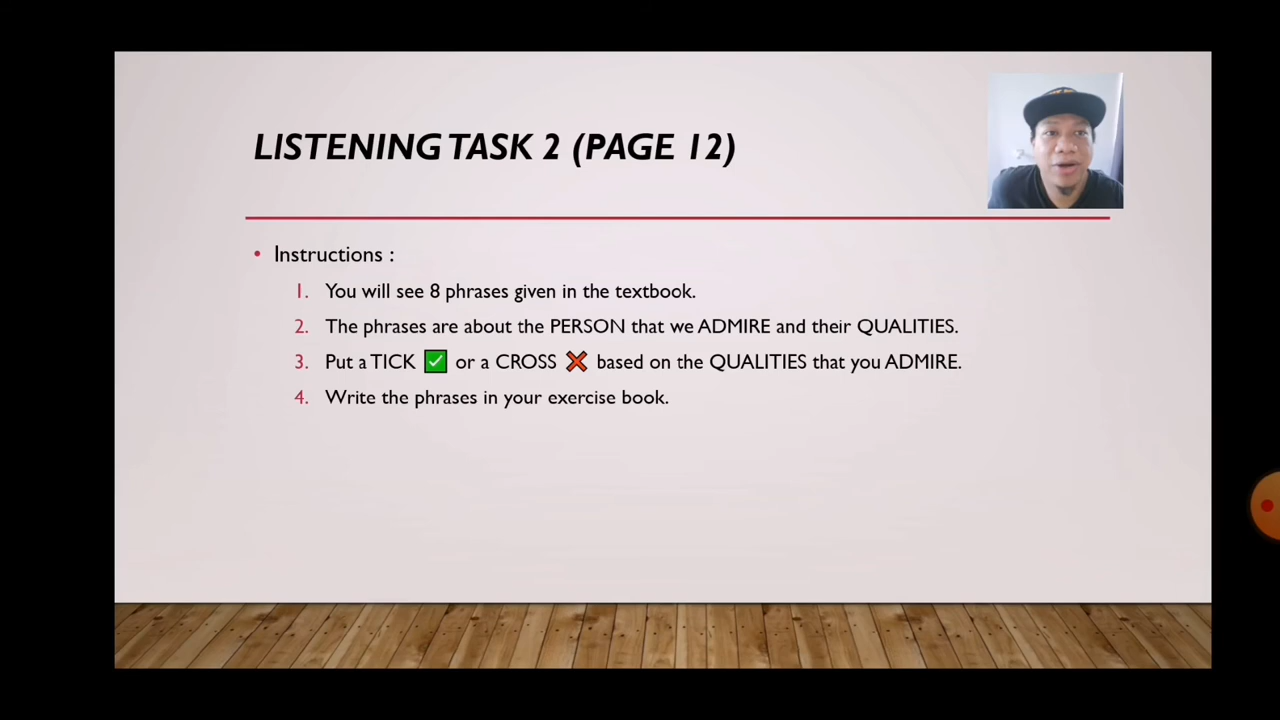 LISTENING TASK 2 (PAGE 12)
• Instructions :
1. You will see 8 phrases given in the textbook.
2. The phrases are about the PERSON that we ADMIRE and their QUALITIES.
3. Put a TICK ✅ or a CROSS ❌ based on the QUALITIES that you ADMIRE.
4. Write the phrases in your exercise book.